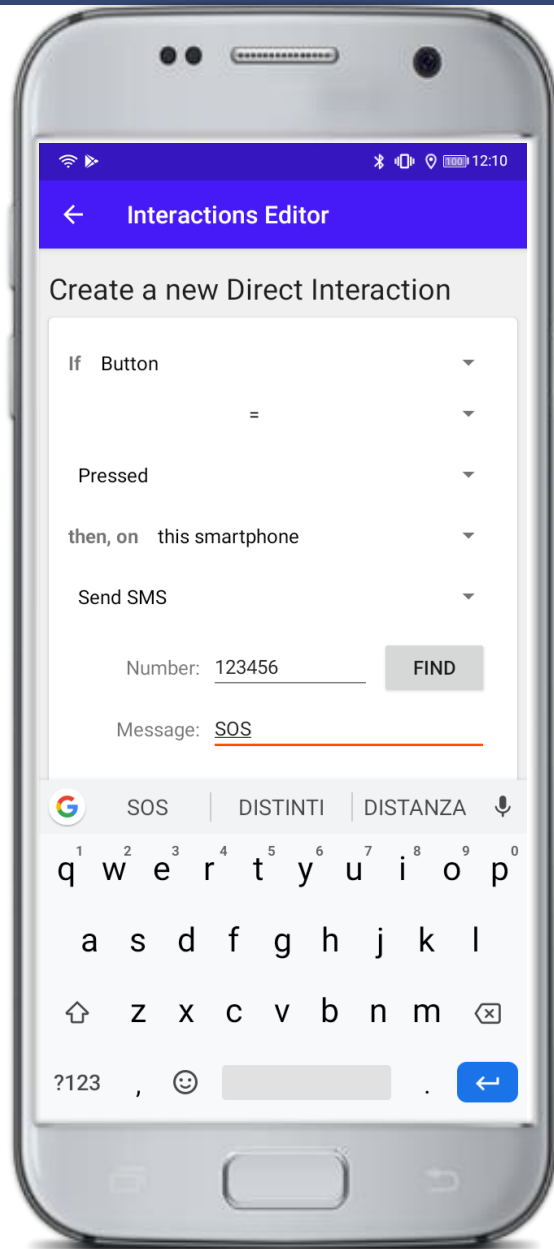 100 12:10
Interactions Editor
Create a new Direct Interaction
If Button
=
Pressed
then, on this smartphone
Send SMS
Number: 123456 FIND
Message: SOS
G SOS DISTINTI DISTANZA
1 2 3 4 5 6 7 8 9 0
q w e r t y u i o p
a s d f g h j k l
z x c v b n m
?123 , .